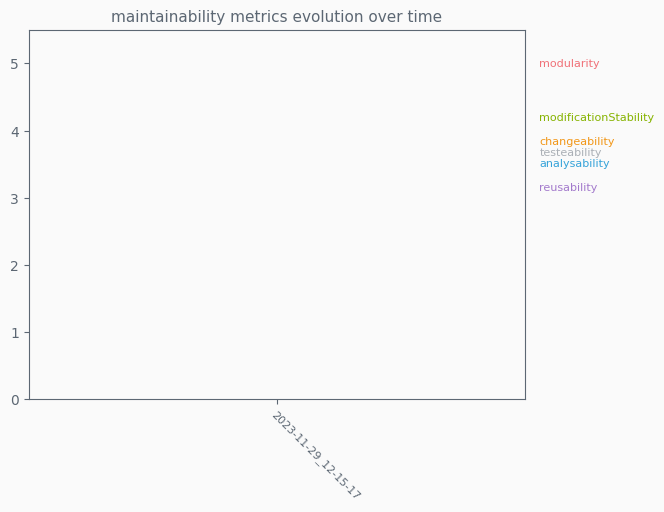 maintainability metrics evolution over time
5
4
3
2
1
0
2023-11-29_12-15-17
modularity
modificationStability
changeability
testeability
analysability
reusability